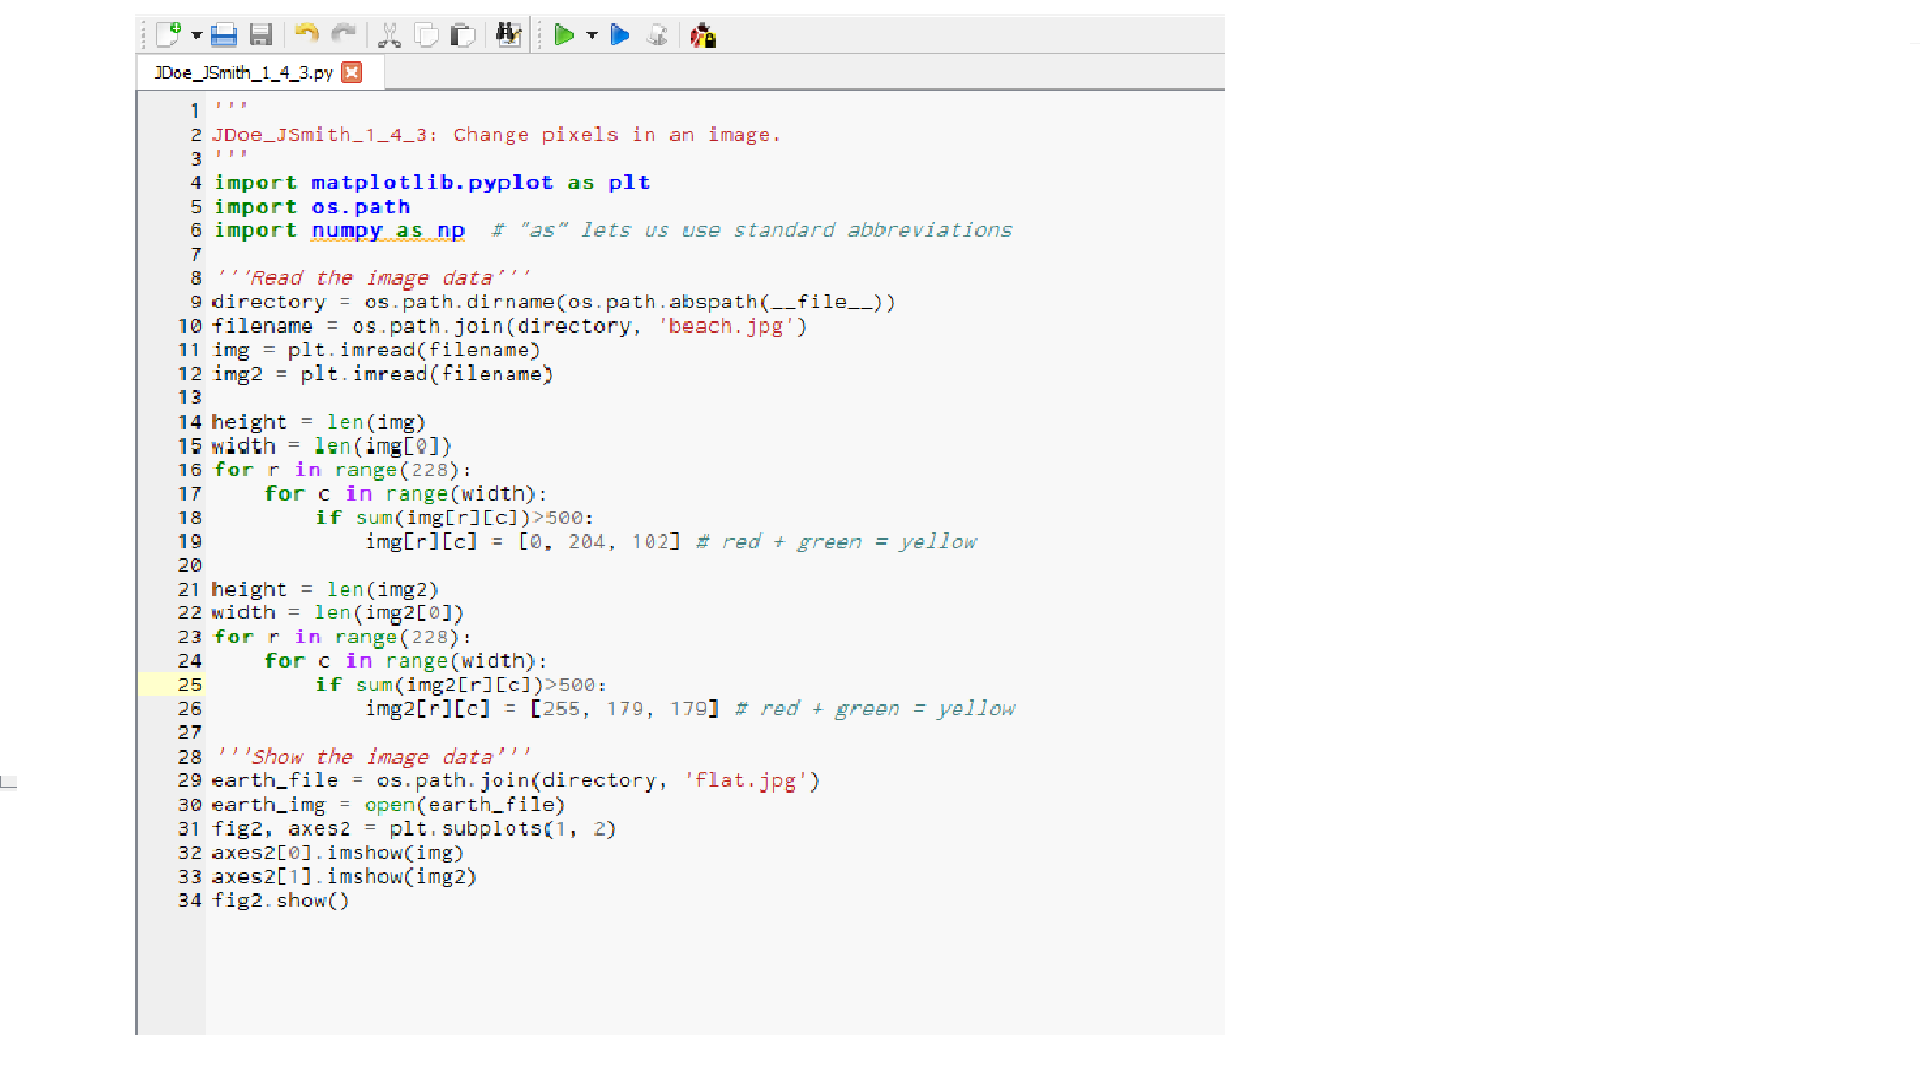 JDoe_JSmith_1_4_3.py
1 '''
2 JDoe_JSmith_1_4_3: Change pixels in an image.
3 '''
4 import matplotlib.pyplot as plt
5 import os.path
6 import numpy as np  # "as" lets us use standard abbreviations
7
8 '''Read the image data'''
9 directory = os.path.dirname(os.path.abspath(__file__))
10 filename = os.path.join(directory, 'beach.jpg')
11 img = plt.imread(filename)
12 img2 = plt.imread(filename)
13
14 height = len(img)
15 width = len(img[0])
16 for r in range(228):
17     for c in range(width):
18         if sum(img[r][c])>500:
19             img[r][c] = [0, 204, 102] # red + green = yellow
20
21 height = len(img2)
22 width = len(img2[0])
23 for r in range(228):
24     for c in range(width):
25         if sum(img2[r][c])>500:
26             img2[r][c] = [255, 179, 179] # red + green = yellow
27
28 '''Show the image data'''
29 earth_file = os.path.join(directory, 'flat.jpg')
30 earth_img = open(earth_file)
31 fig2, axes2 = plt.subplots(1, 2)
32 axes2[0].imshow(img)
33 axes2[1].imshow(img2)
34 fig2.show()